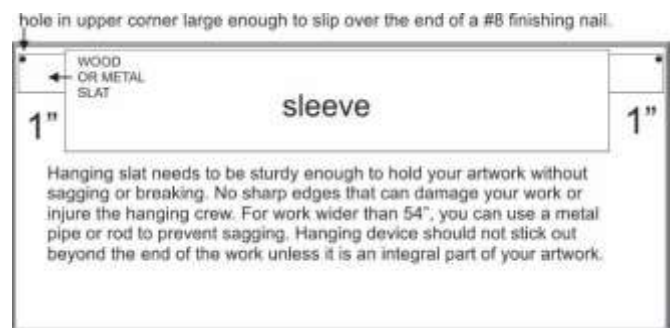 hole in upper corner large enough to slip over the end of a #8 finishing nail.
WOOD
OR METAL
SLAT
sleeve
1” 1”
Hanging slat needs to be sturdy enough to hold your artwork without
sagging or breaking. No sharp edges that can damage your work or
injure the hanging crew. For work wider than 54”, you can use a metal
pipe or rod to prevent sagging. Hanging device should not stick out
beyond the end of the work unless it is an integral part of your artwork.